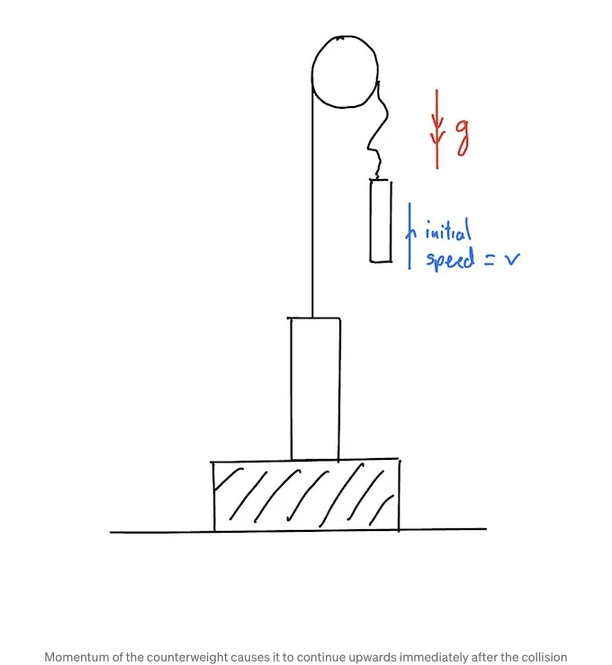 g
initial
speed = v
Momentum of the counterweight causes it to continue upwards immediately after the collision